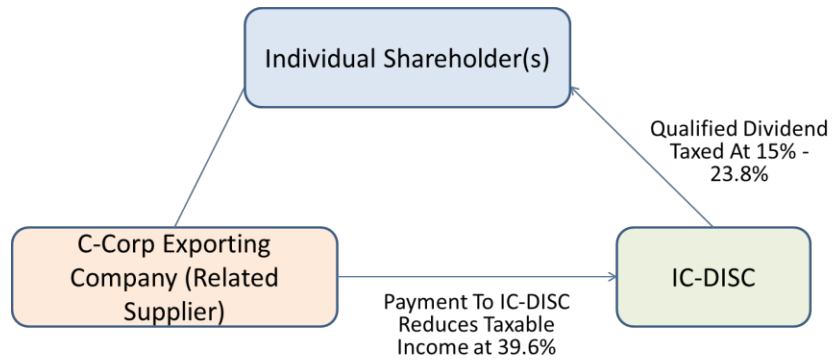 Individual Shareholder(s)
Qualified Dividend
Taxed At 15% -
23.8%
C-Corp Exporting
Company (Related
Supplier)
IC-DISC
Payment To IC-DISC
Reduces Taxable
Income at 39.6%